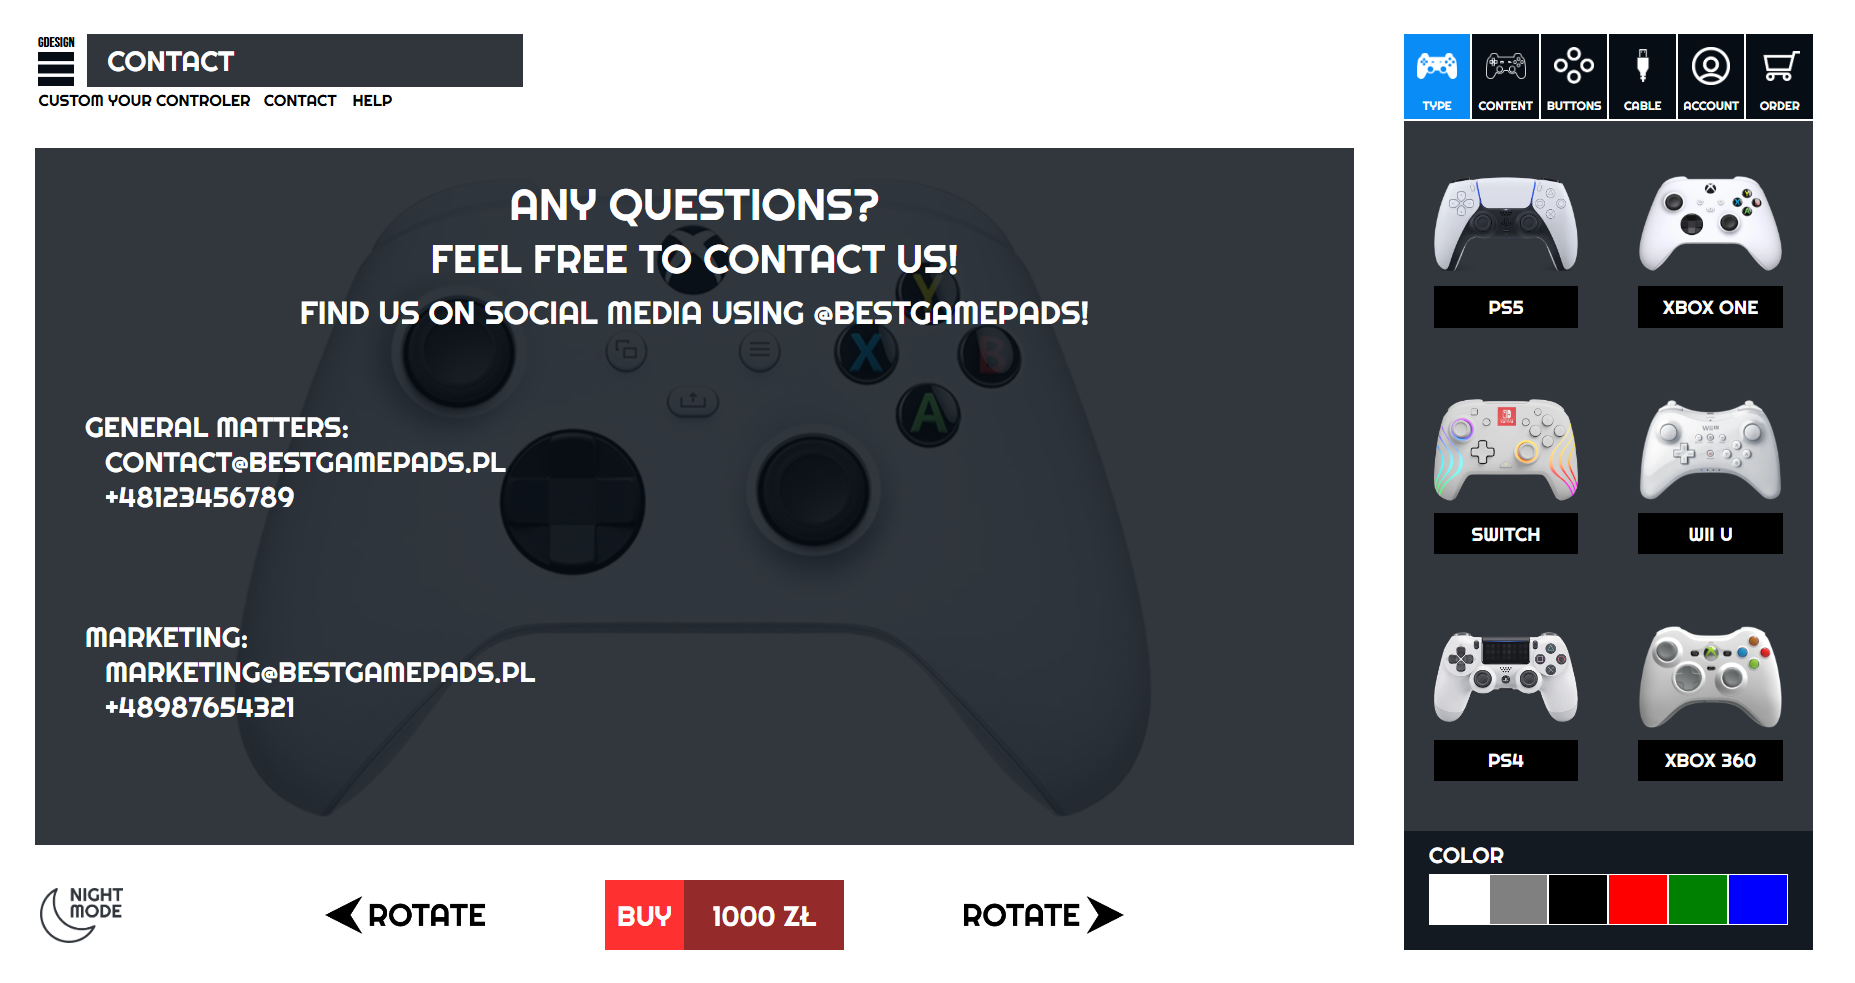 GDESIGN
CONTACT
CUSTOM YOUR CONTROLER CONTACT HELP
TYPE CONTENT BUTTONS CABLE ACCOUNT ORDER
ANY QUESTIONS?
FEEL FREE TO CONTACT US!
FIND US ON SOCIAL MEDIA USING @BESTGAMEPADS!
Y
X B
A
GENERAL MATTERS:
CONTACT@BESTGAMEPADS.PL
+48123456789
MARKETING:
MARKETING@BESTGAMEPADS.PL
+48987654321
PS5 XBOX ONE
SWITCH WII U
PS4 XBOX 360
COLOR
NIGHT
MODE
ROTATE
BUY 1000 ZŁ
ROTATE